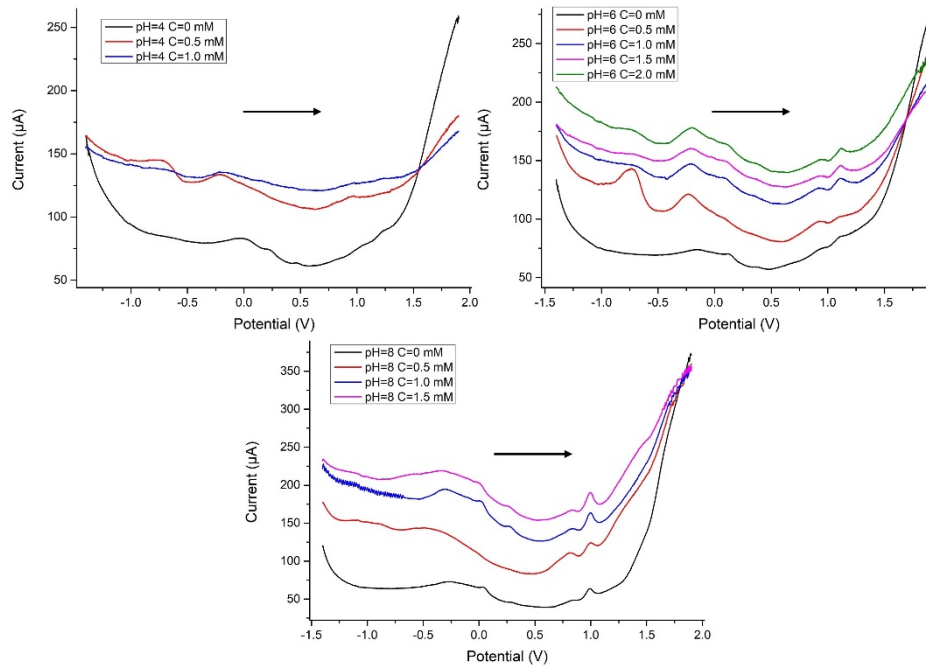 pH=4 C=0 mM
pH=4 C=0.5 mM
pH=4 C=1.0 mM
250
200
150
100
50
Current (µA)
-1.0
-0.5
0.0
0.5
1.0
1.5
2.0
Potential (V)
pH=6 C=0 mM
pH=6 C=0.5 mM
pH=6 C=1.0 mM
pH=6 C=1.5 mM
pH=6 C=2.0 mM
250
200
150
100
50
Current (µA)
-1.5
-1.0
-0.5
0.0
0.5
1.0
1.5
Potential (V)
pH=8 C=0 mM
pH=8 C=0.5 mM
pH=8 C=1.0 mM
pH=8 C=1.5 mM
350
300
250
200
150
100
50
Current (µA)
-1.5
-1.0
-0.5
0.0
0.5
1.0
1.5
2.0
Potential (V)